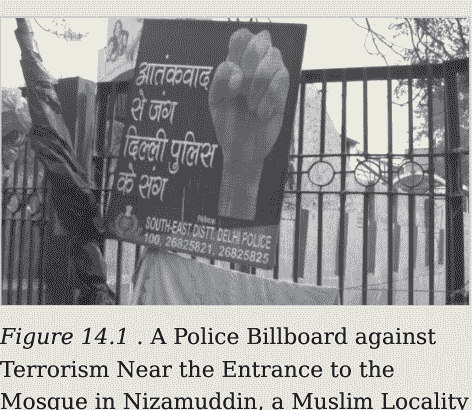 आतंकवाद
से जंग
दिल्ली पुलिस
के संग
निवेदक
SOUTH-EAST DISTT. DELHI POLICE
100, 26825821, 26825825
Figure 14.1 . A Police Billboard against
Terrorism Near the Entrance to the
Mosque in Nizamuddin, a Muslim Locality